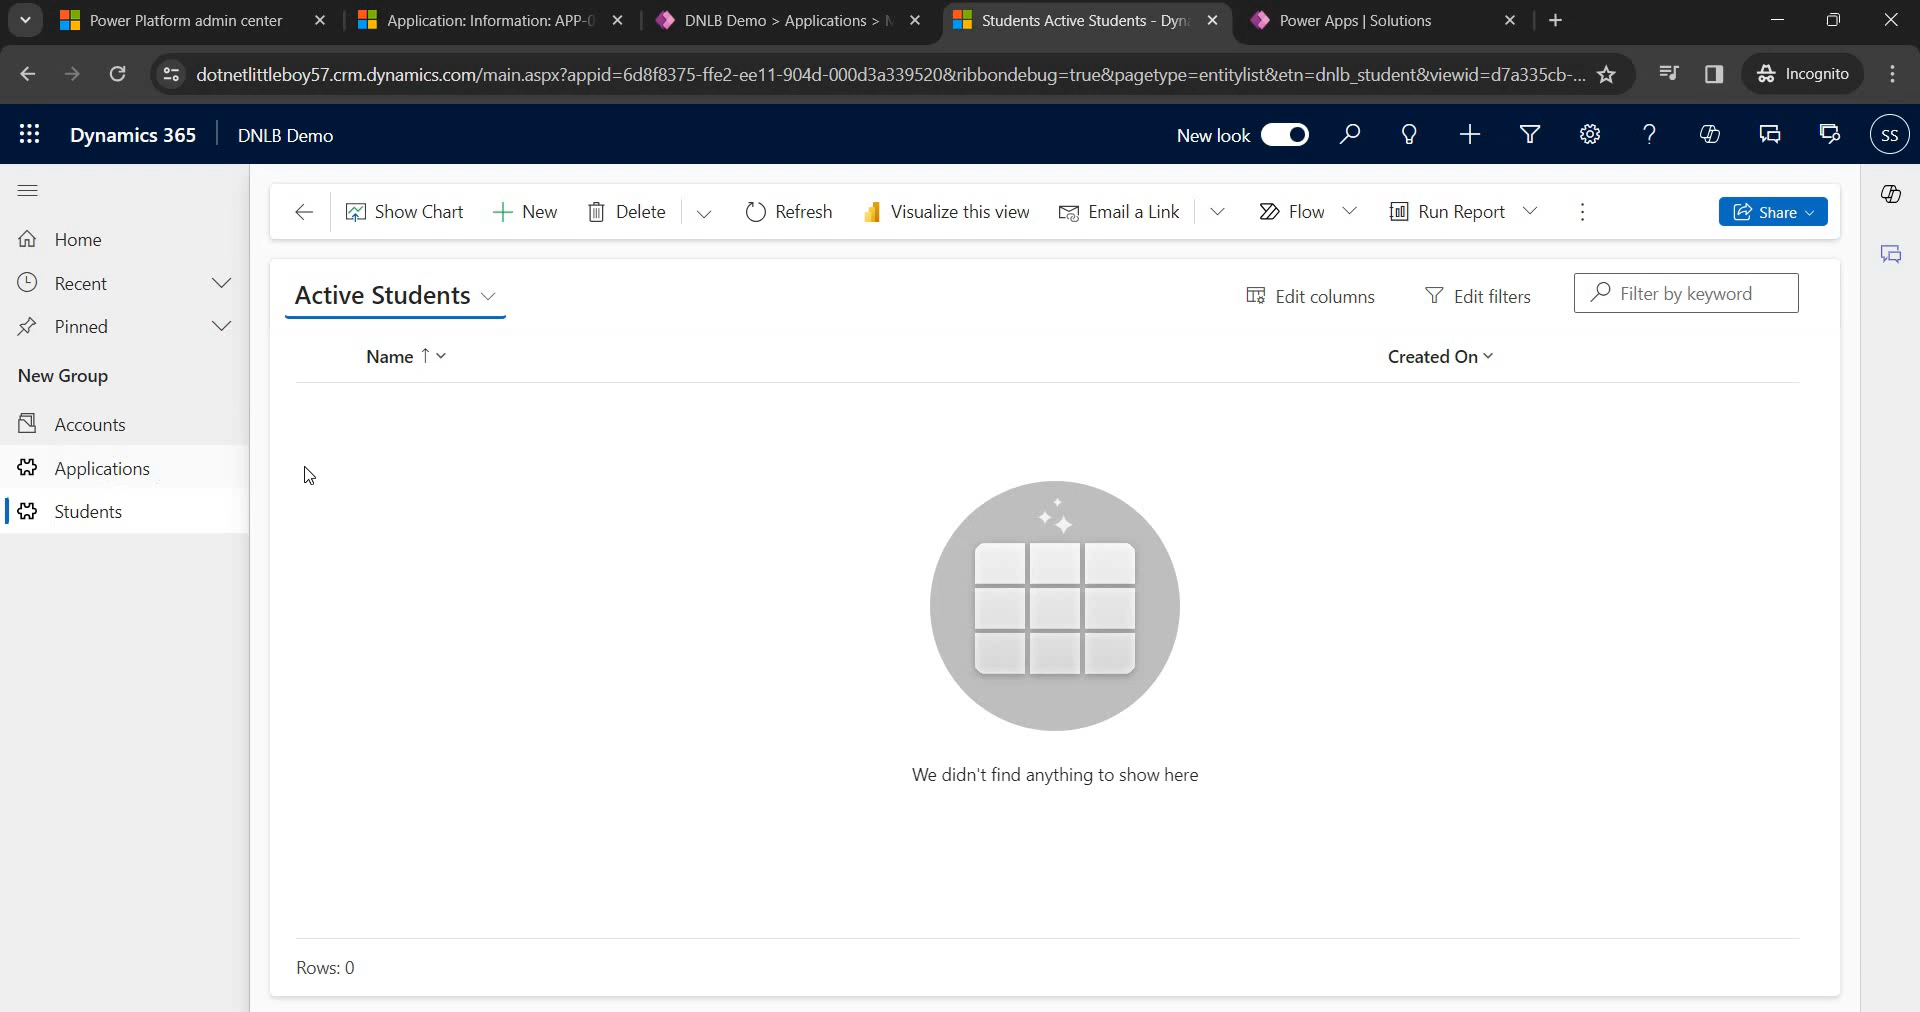 Power Platform admin center
Application: Information: APP-0
DNLB Demo > Applications > N
Students Active Students - Dyn
Power Apps | Solutions
dotnetlittleboy57.crm.dynamics.com/main.aspx?appid=6d8f8375-ffe2-ee11-904d-000d3a339520&ribbondebug=true&pagetype=entitylist&etn=dnlb_student&viewid=d7a335cb-...
Incognito
Dynamics 365
DNLB Demo
New look
SS
Show Chart
New
Delete
Refresh
Visualize this view
Email a Link
Flow
Run Report
Share
Home
Recent
Pinned
New Group
Accounts
Applications
Students
Active Students
Edit columns
Edit filters
Filter by keyword
Name
Created On
We didn't find anything to show here
Rows: 0